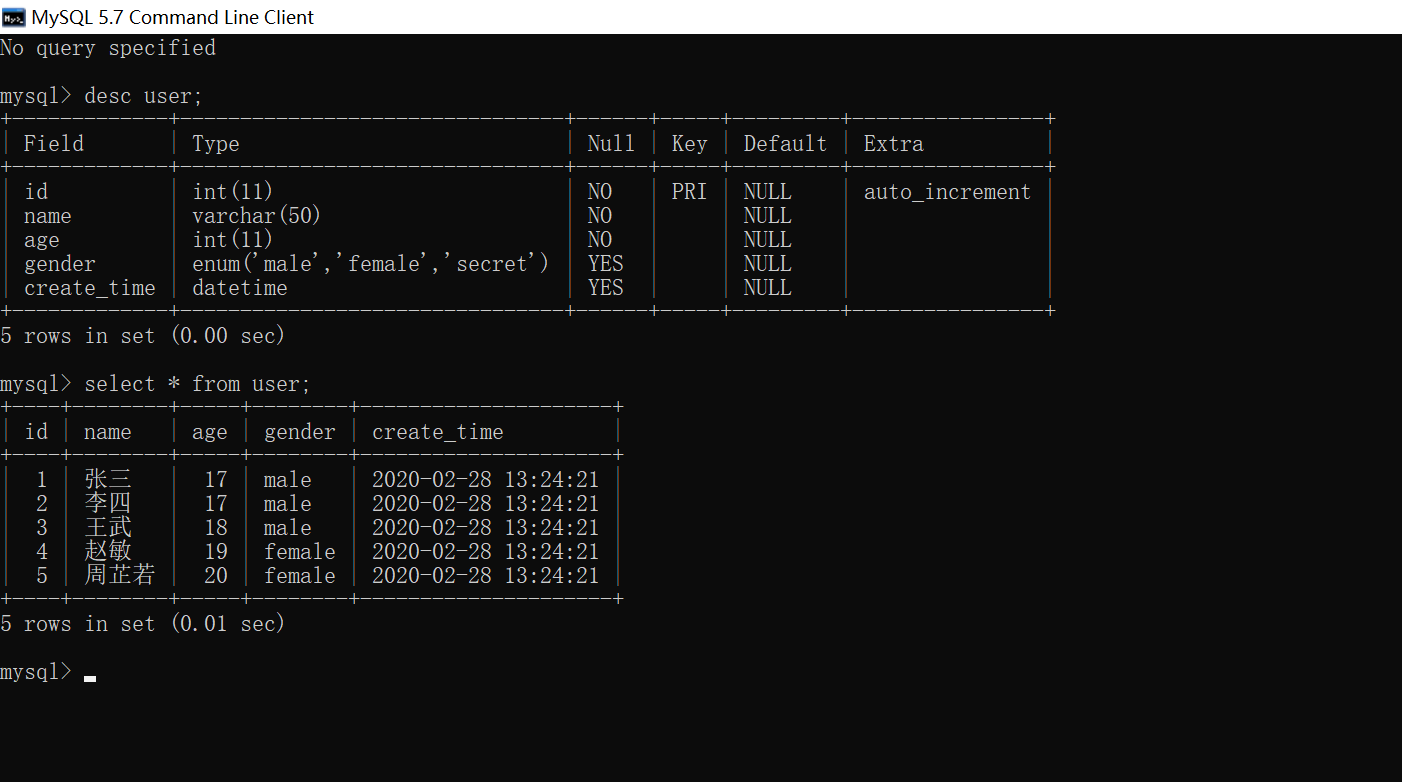 MySQL 5.7 Command Line Client
No query specified
mysql> desc user;
+-------------+--------------------------------+------+-----+---------+----------------+
| Field       | Type                           | Null | Key | Default | Extra          |
+-------------+--------------------------------+------+-----+---------+----------------+
| id          | int(11)                        | NO   | PRI | NULL    | auto_increment |
| name        | varchar(50)                    | NO   |     | NULL    |                |
| age         | int(11)                        | NO   |     | NULL    |                |
| gender      | enum('male','female','secret') | YES  |     | NULL    |                |
| create_time | datetime                       | YES  |     | NULL    |                |
+-------------+--------------------------------+------+-----+---------+----------------+
5 rows in set (0.00 sec)
mysql> select * from user;
+----+--------+-----+--------+---------------------+
| id | name   | age | gender | create_time         |
+----+--------+-----+--------+---------------------+
|  1 | 张三   |  17 | male   | 2020-02-28 13:24:21 |
|  2 | 李四   |  17 | male   | 2020-02-28 13:24:21 |
|  3 | 王武   |  18 | male   | 2020-02-28 13:24:21 |
|  4 | 赵敏   |  19 | female | 2020-02-28 13:24:21 |
|  5 | 周芷若 |  20 | female | 2020-02-28 13:24:21 |
+----+--------+-----+--------+---------------------+
5 rows in set (0.01 sec)
mysql>